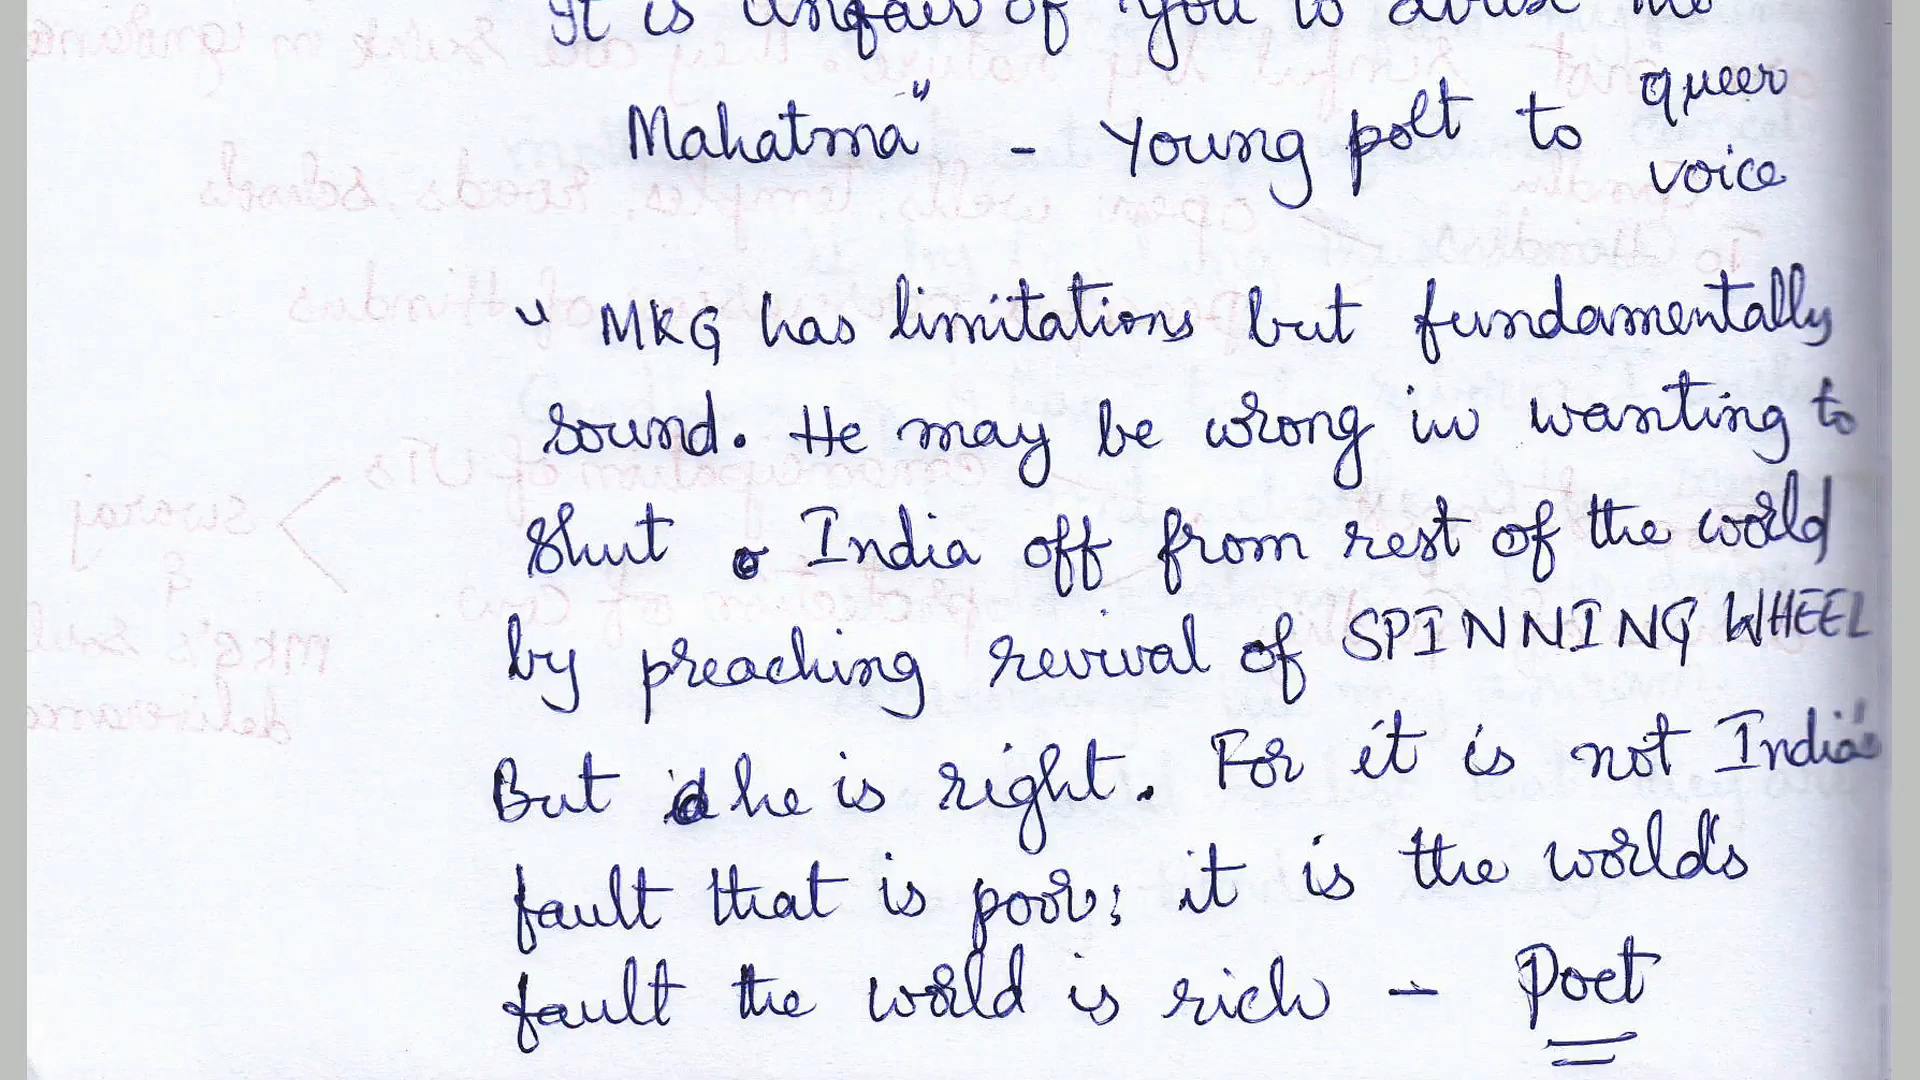 It is unfair of you to abuse the
Mahatma" - Young polt to queer voice
" MKG has limitations but fundamentally
sound. He may be wrong in wanting to
Shut India off from rest of the world
by preaching revival of SPINNING WHEEL
But he is right. For it is not India's
fault that is poor; it is the world's
fault the world is rich - Poet